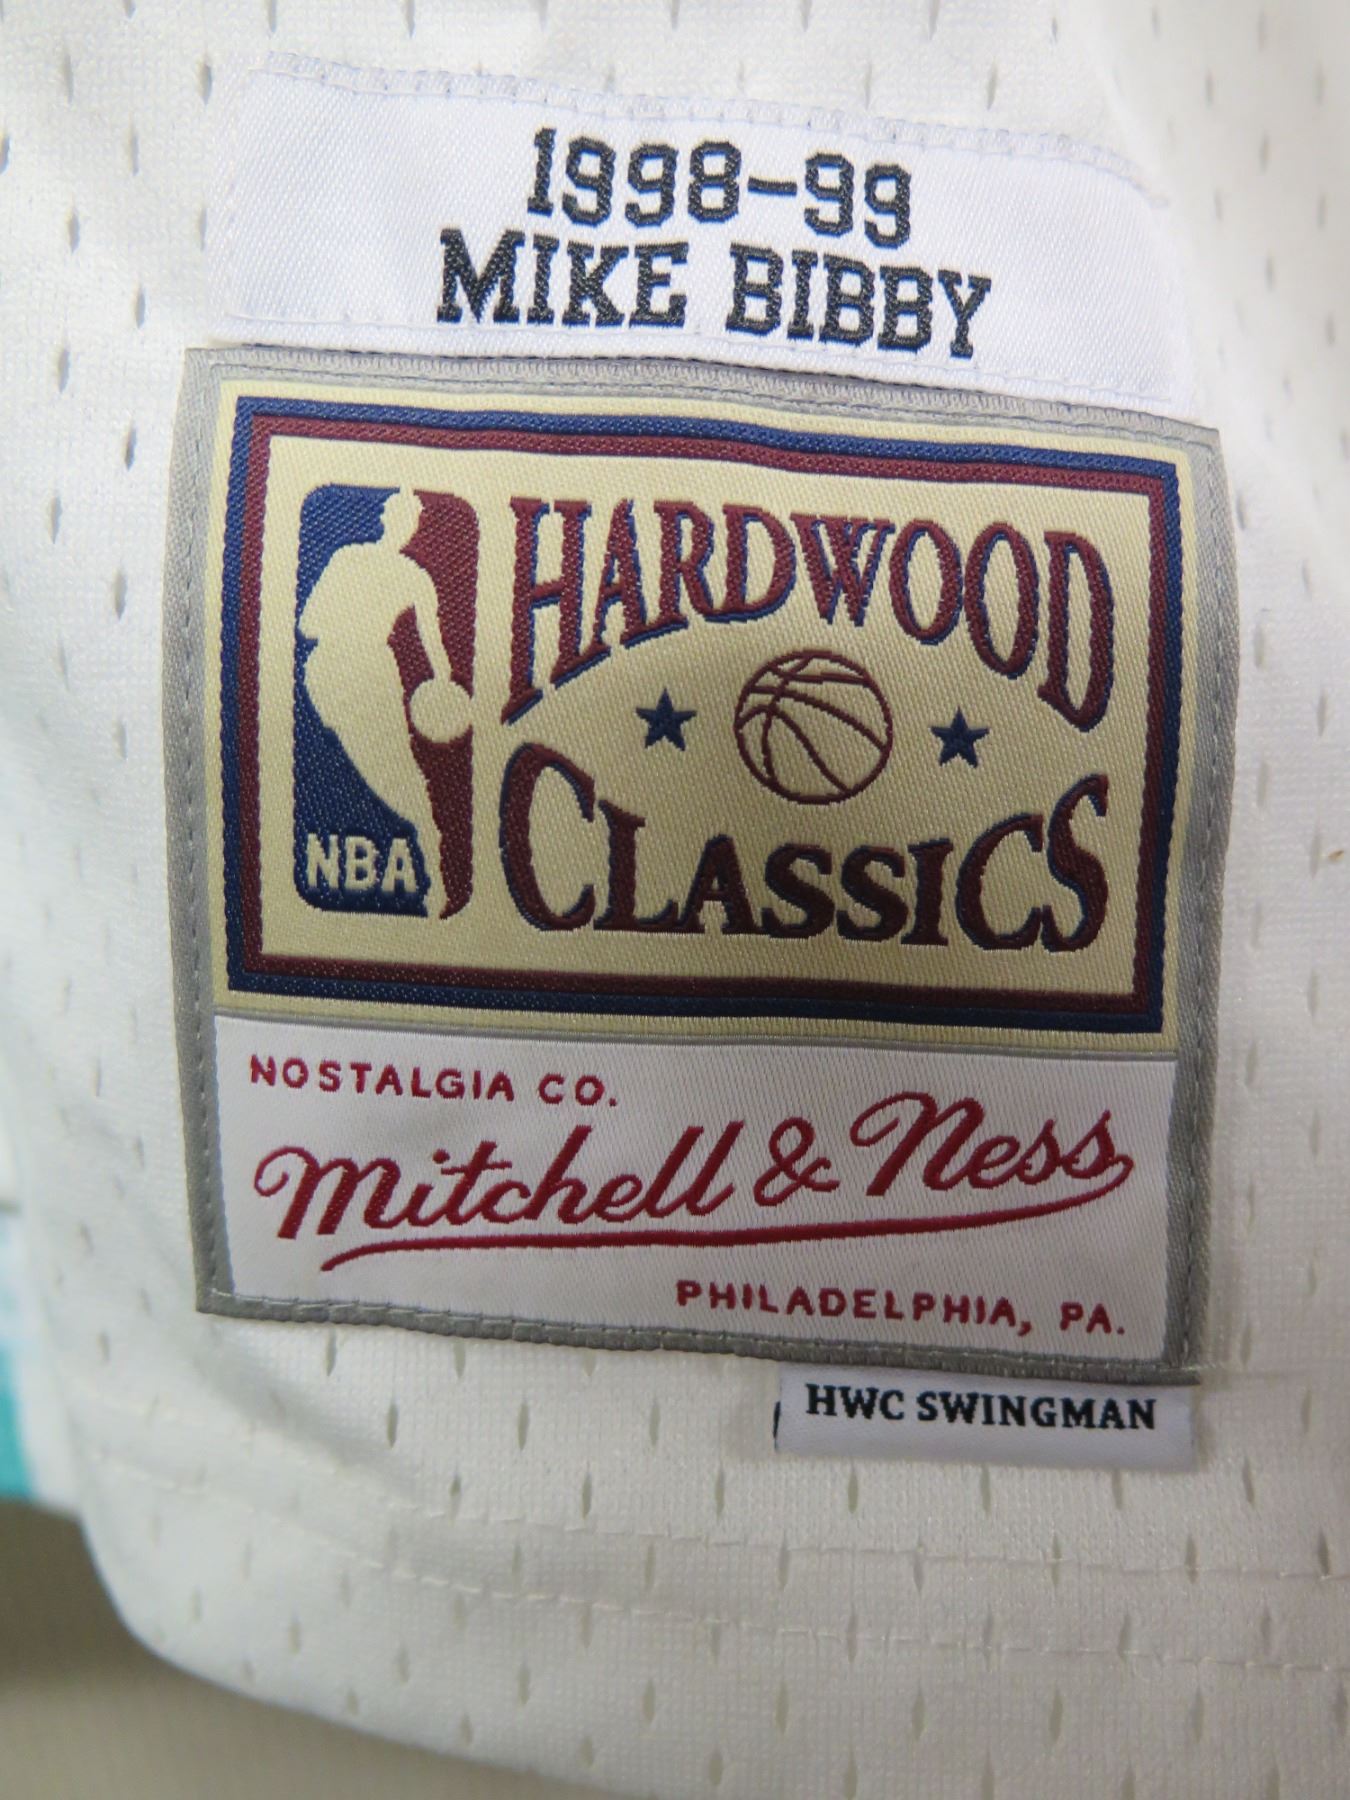 1998-99
MIKE BIBBY
HARDWOOD
CLASSICS
NBA
NOSTALGIA CO.
Mitchell & Ness
PHILADELPHIA, PA.
HWC SWINGMAN